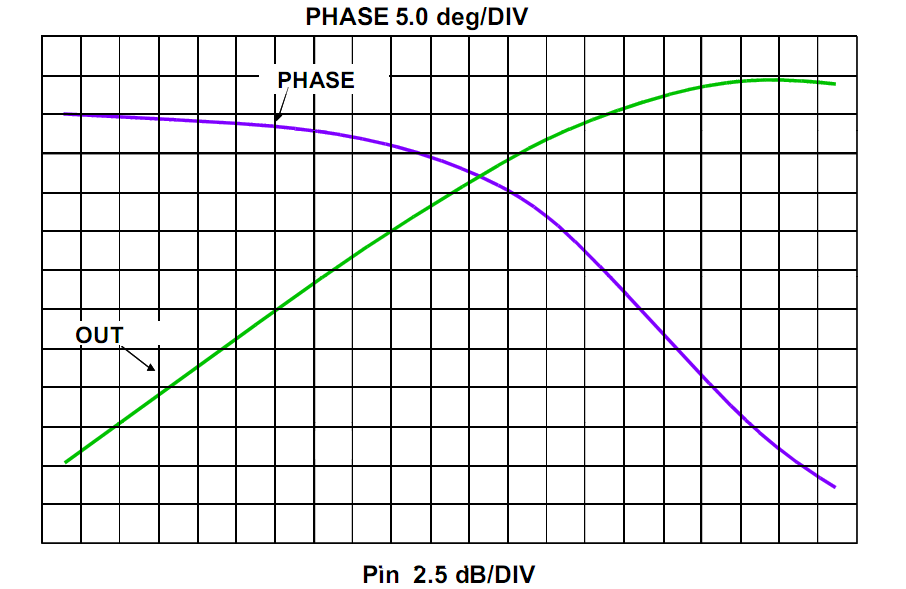 PHASE 5.0 deg/DIV
PHASE
OUT
Pin 2.5 dB/DIV